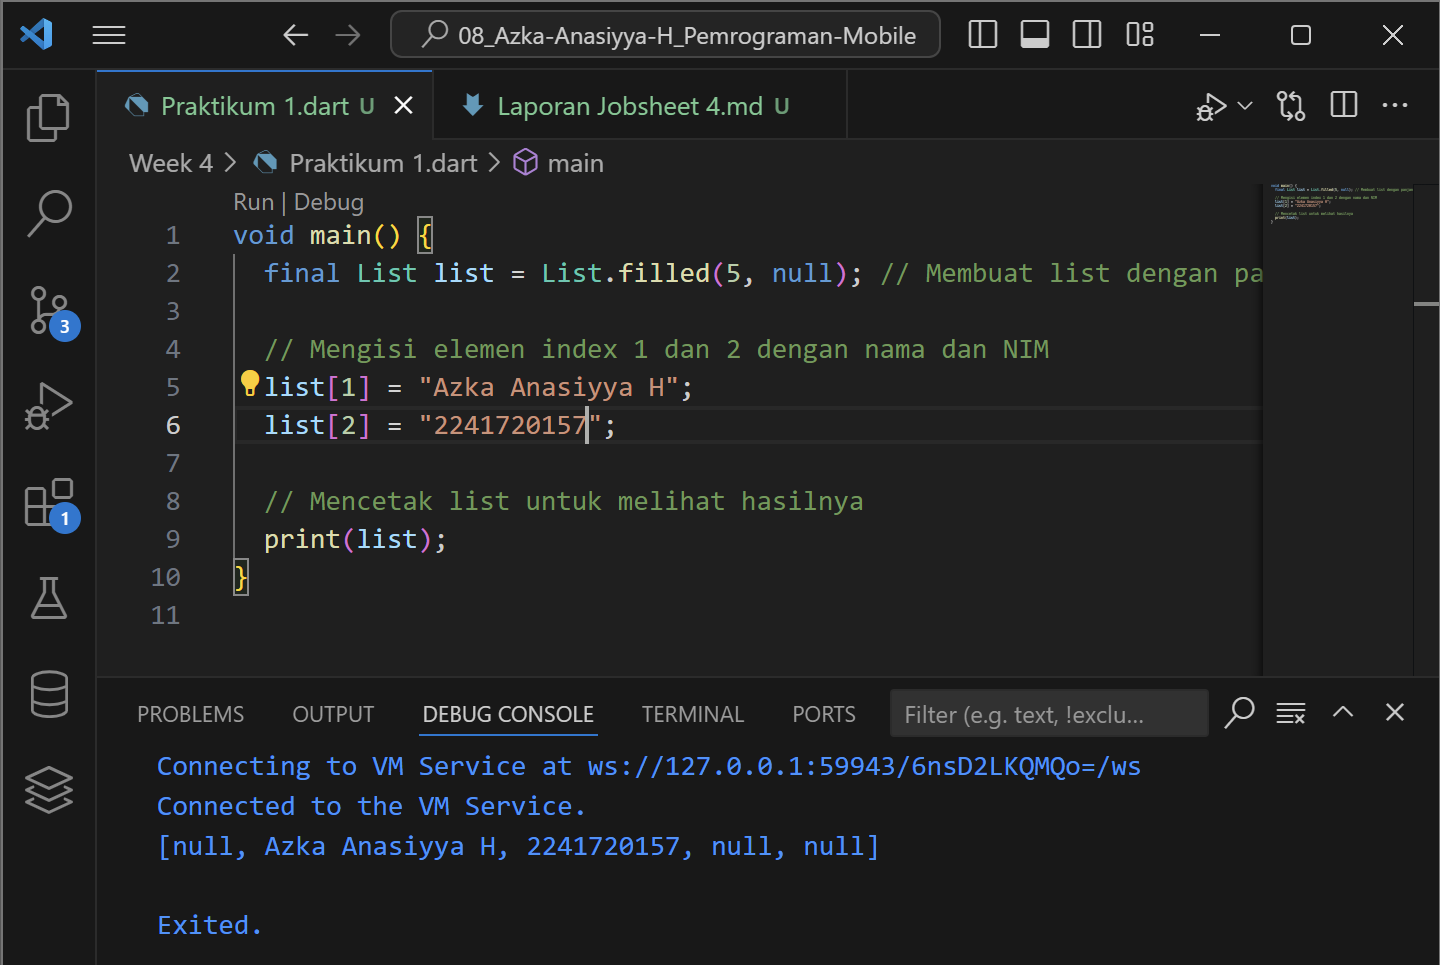 08_Azka-Anasiyya-H_Pemrograman-Mobile
Praktikum 1.dart U
Laporan Jobsheet 4.md U
Week 4 > Praktikum 1.dart > main
Run | Debug
1 void main() {
2 final List list = List.filled(5, null); // Membuat list dengan pa
3
4 // Mengisi elemen index 1 dan 2 dengan nama dan NIM
5 list[1] = "Azka Anasiyya H";
6 list[2] = "2241720157";
7
8 // Mencetak list untuk melihat hasilnya
9 print(list);
10 }
11
3
1
PROBLEMS OUTPUT DEBUG CONSOLE TERMINAL PORTS Filter (e.g. text, !exclu...
Connecting to VM Service at ws://127.0.0.1:59943/6nsD2LKQMQo=/ws
Connected to the VM Service.
[null, Azka Anasiyya H, 2241720157, null, null]
Exited.